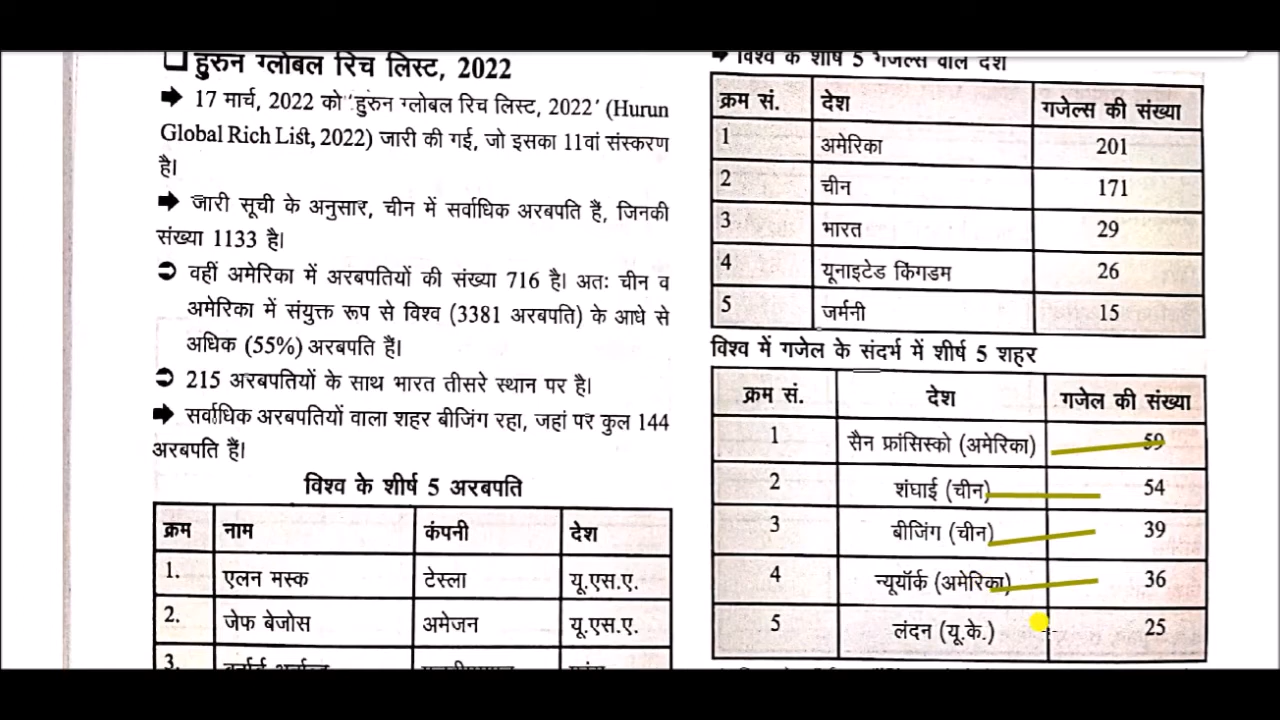 हुरुन ग्लोबल रिच लिस्ट, 2022
17 मार्च, 2022 को 'हुरुन ग्लोबल रिच लिस्ट, 2022' (Hurun
Global Rich List, 2022) जारी की गई, जो इसका 11वां संस्करण
है।
जारी सूची के अनुसार, चीन में सर्वाधिक अरबपति हैं, जिनकी
संख्या 1133 है।
वहीं अमेरिका में अरबपतियों की संख्या 716 है। अतः चीन व
अमेरिका में संयुक्त रूप से विश्व (3381 अरबपति) के आधे से
अधिक (55%) अरबपति हैं।
215 अरबपतियों के साथ भारत तीसरे स्थान पर है।
सर्वाधिक अरबपतियों वाला शहर बीजिंग रहा, जहां पर कुल 144
अरबपति हैं।
विश्व के शीर्ष 5 अरबपति
क्रम नाम कंपनी देश
1. एलन मस्क टेस्ला यू.एस.ए.
2. जेफ बेजोस अमेजन यू.एस.ए.
3.
विश्व के शीर्ष 5 गजेल्स वाले देश
क्रम सं. देश गजेल्स की संख्या
1 अमेरिका 201
2 चीन 171
3 भारत 29
4 यूनाइटेड किंगडम 26
5 जर्मनी 15
विश्व में गजेल के संदर्भ में शीर्ष 5 शहर
क्रम सं. देश गजेल की संख्या
1 सैन फ्रांसिस्को (अमेरिका) 59
2 शंघाई (चीन) 54
3 बीजिंग (चीन) 39
4 न्यूयॉर्क (अमेरिका) 36
5 लंदन (यू.के.) 25